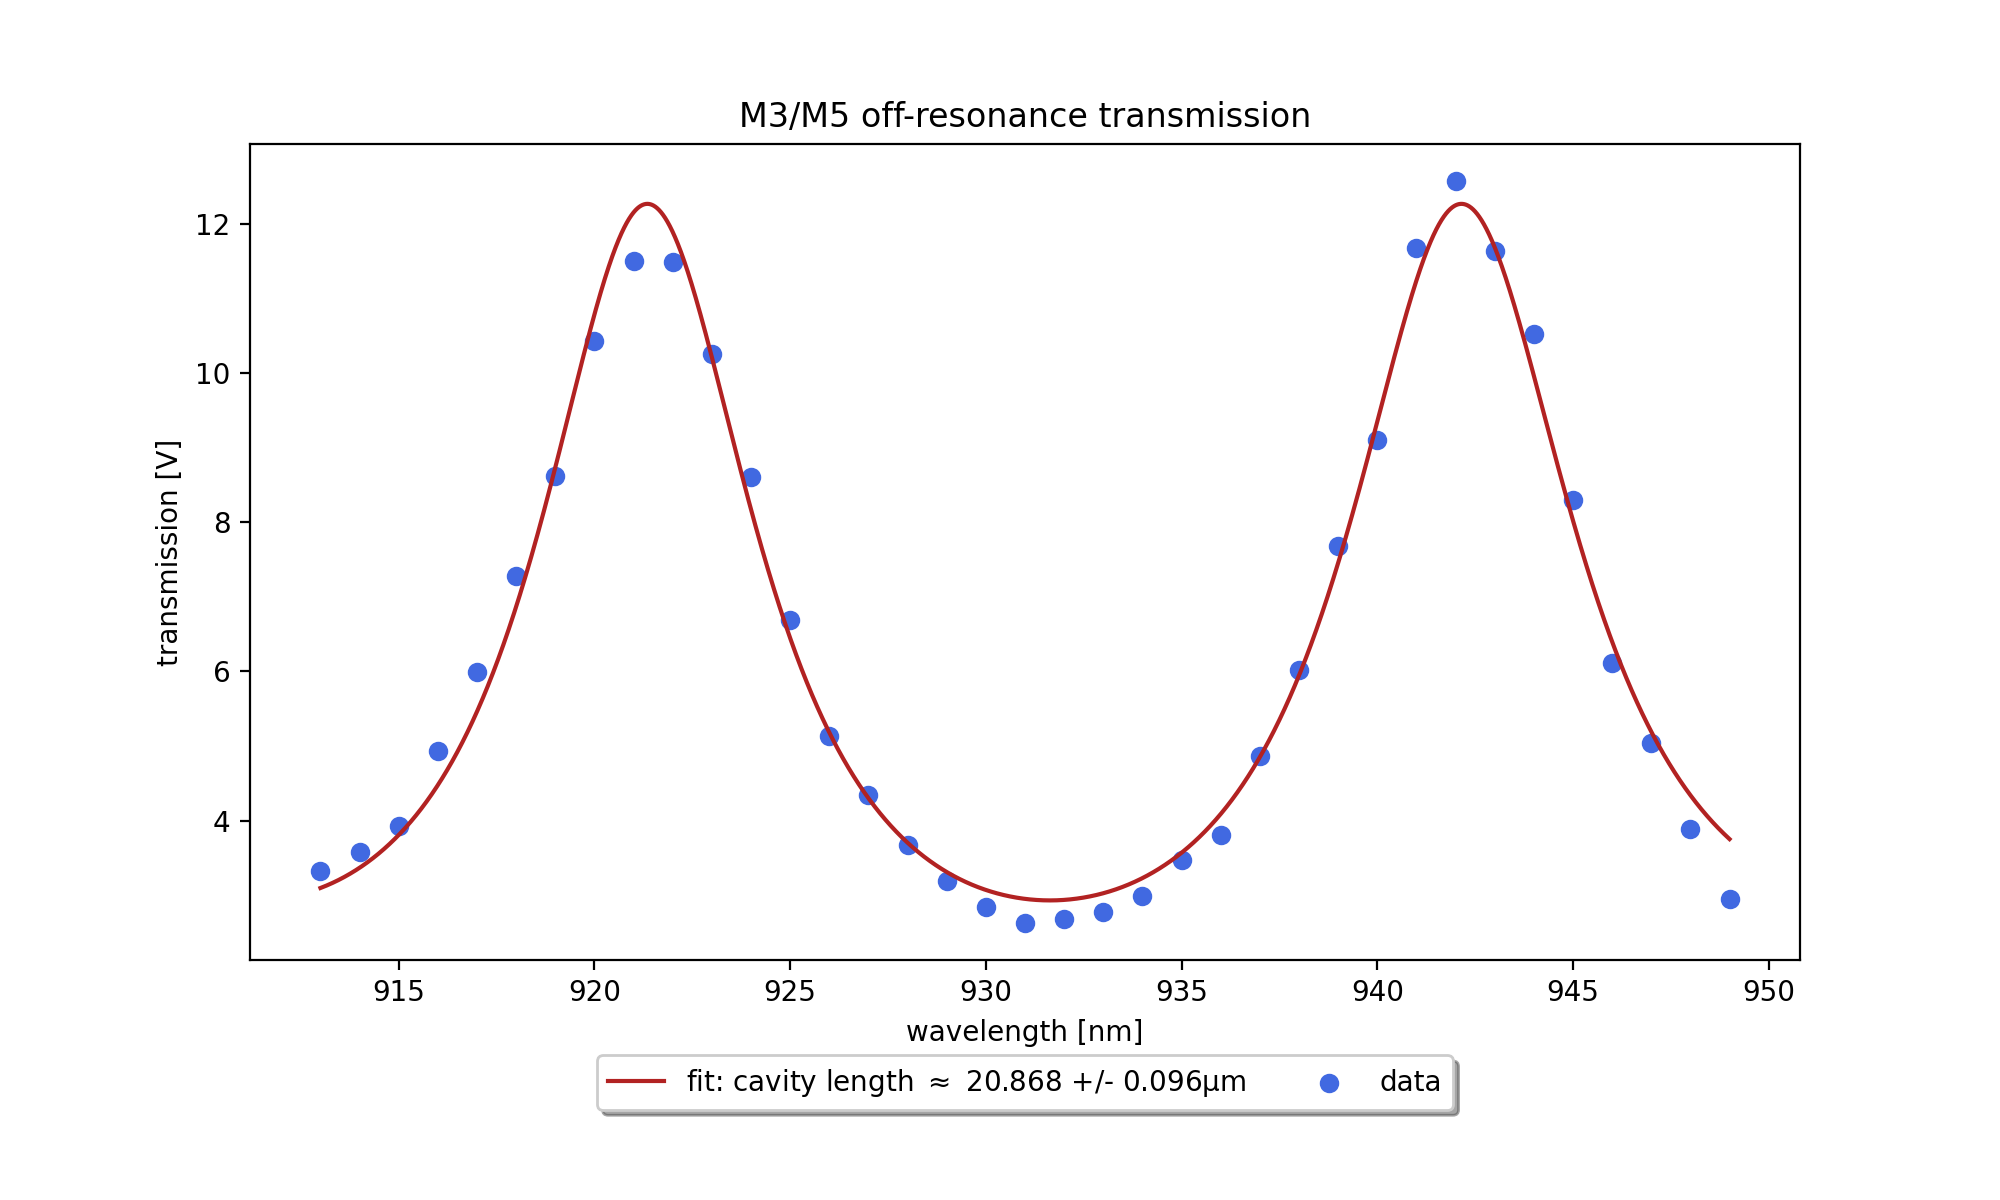 M3/M5 off-resonance transmission
transmission [V]
12
10
8
6
4
915 920 925 930 935 940 945 950
wavelength [nm]
fit: cavity length ≈ 20.868 +/- 0.096μm data